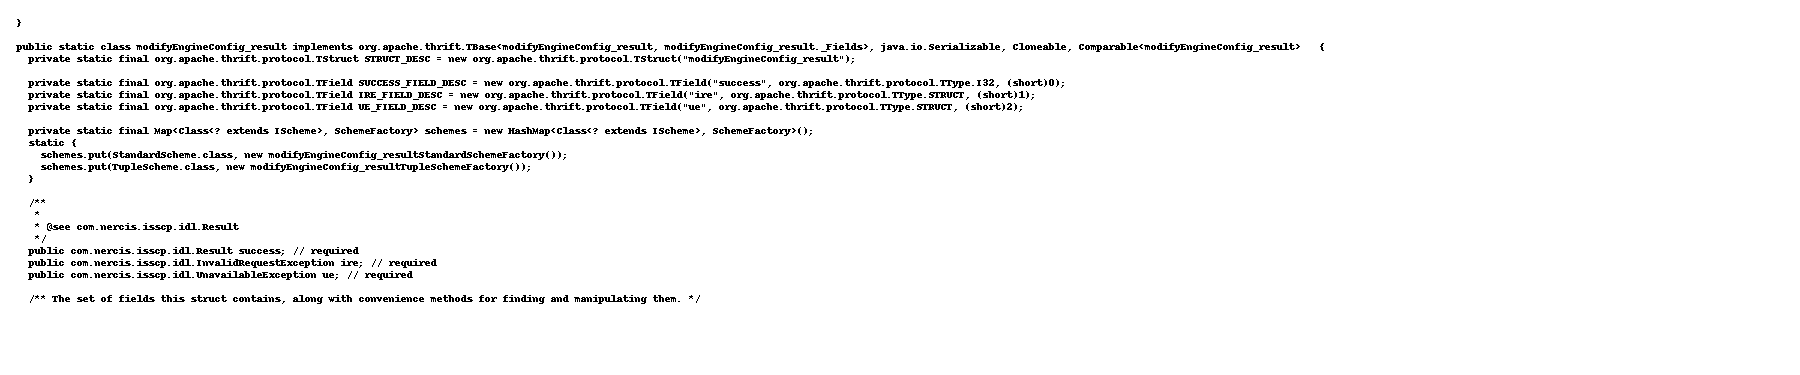 }
public static class modifyEngineConfig_result implements org.apache.thrift.TBase<modifyEngineConfig_result, modifyEngineConfig_result._Fields>, java.io.Serializable, Cloneable, Comparable<modifyEngineConfig_result>   {
  private static final org.apache.thrift.protocol.TStruct STRUCT_DESC = new org.apache.thrift.protocol.TStruct("modifyEngineConfig_result");
  private static final org.apache.thrift.protocol.TField SUCCESS_FIELD_DESC = new org.apache.thrift.protocol.TField("success", org.apache.thrift.protocol.TType.I32, (short)0);
  private static final org.apache.thrift.protocol.TField IRE_FIELD_DESC = new org.apache.thrift.protocol.TField("ire", org.apache.thrift.protocol.TType.STRUCT, (short)1);
  private static final org.apache.thrift.protocol.TField UE_FIELD_DESC = new org.apache.thrift.protocol.TField("ue", org.apache.thrift.protocol.TType.STRUCT, (short)2);
  private static final Map<Class<? extends IScheme>, SchemeFactory> schemes = new HashMap<Class<? extends IScheme>, SchemeFactory>();
  static {
    schemes.put(StandardScheme.class, new modifyEngineConfig_resultStandardSchemeFactory());
    schemes.put(TupleScheme.class, new modifyEngineConfig_resultTupleSchemeFactory());
  }
  /**
   *
   * @see com.nercis.isscp.idl.Result
   */
  public com.nercis.isscp.idl.Result success; // required
  public com.nercis.isscp.idl.InvalidRequestException ire; // required
  public com.nercis.isscp.idl.UnavailableException ue; // required
  /** The set of fields this struct contains, along with convenience methods for finding and manipulating them. */